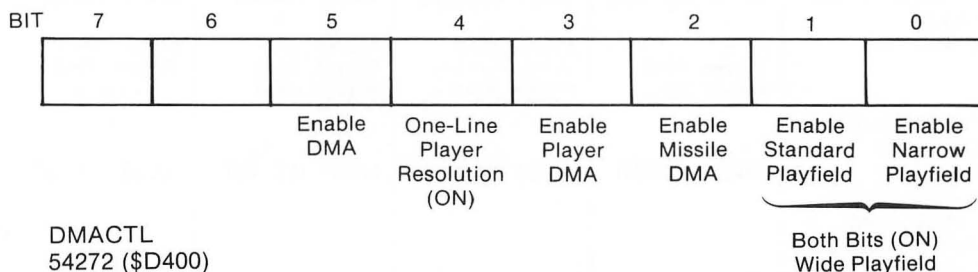 BIT 7 6 5 4 3 2 1 0
Enable DMA
One-Line Player Resolution (ON)
Enable Player DMA
Enable Missile DMA
Enable Standard Playfield
Enable Narrow Playfield
DMACTL
54272 ($D400)
Both Bits (ON)
Wide Playfield